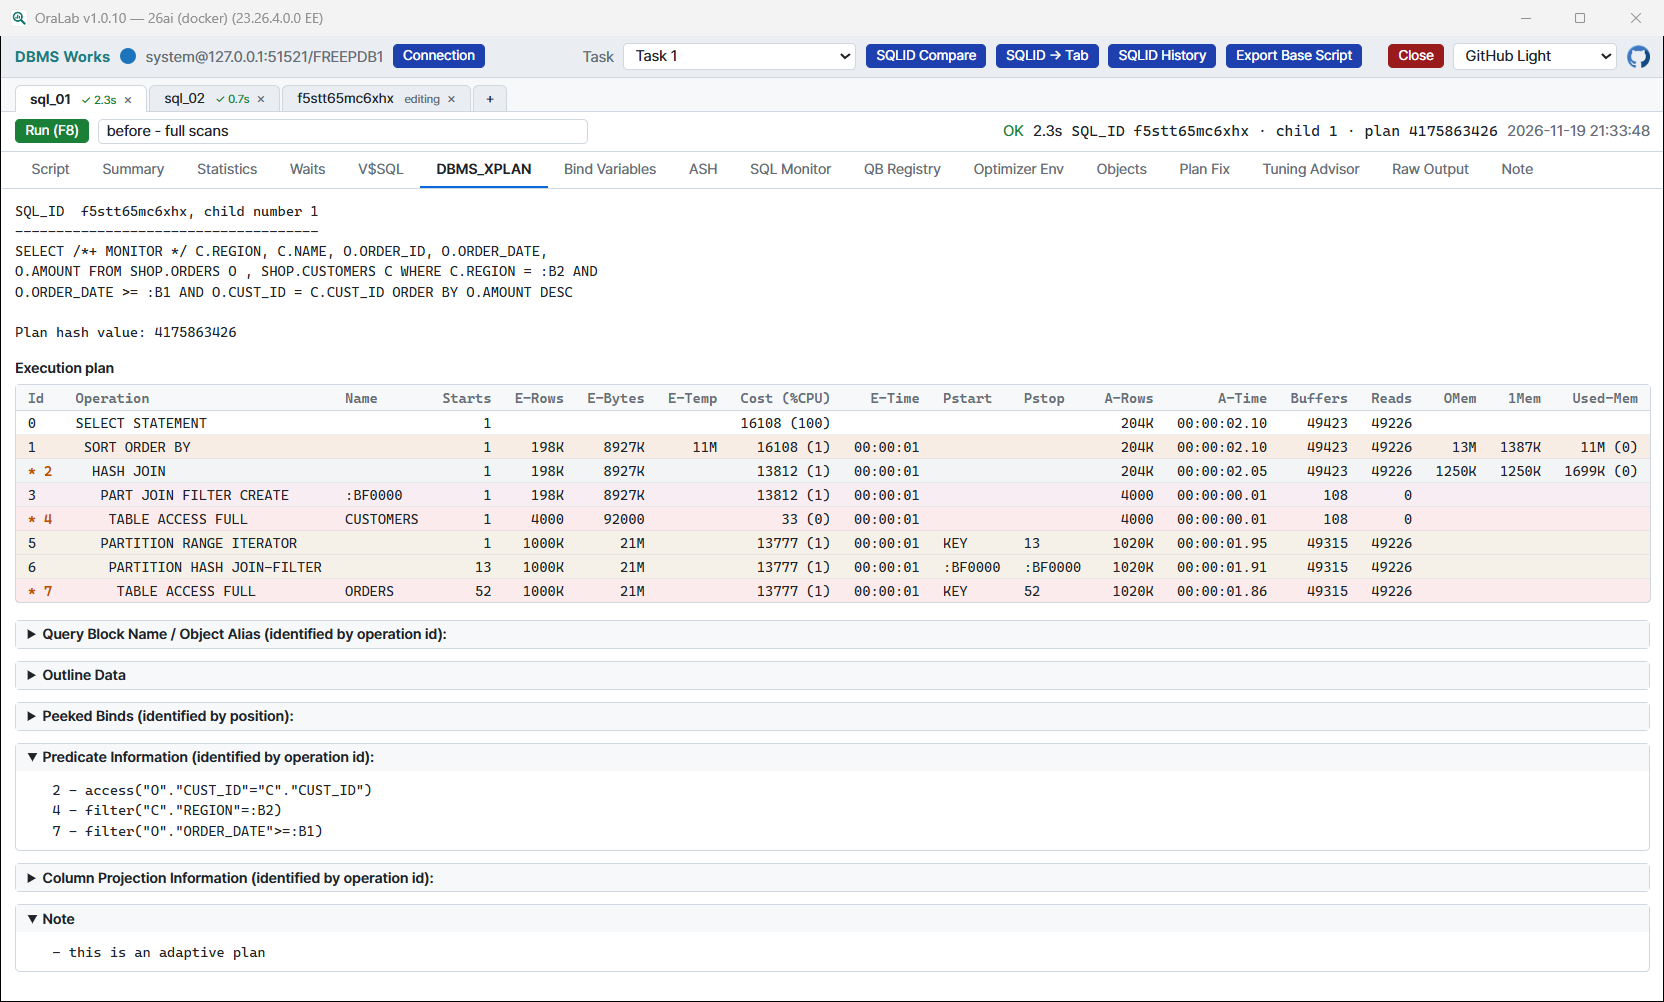 OraLab v1.0.10 — 26ai (docker) (23.26.4.0.0 EE)
DBMS Works system@127.0.0.1:51521/FREEPDB1 Connection Task Task 1 SQLID Compare SQLID → Tab SQLID History Export Base Script Close GitHub Light
sql_01 ✓ 2.3s × sql_02 ✓ 0.7s × f5stt65mc6xhx editing × +
Run (F8) before - full scans OK 2.3s SQL_ID f5stt65mc6xhx · child 1 · plan 4175863426 2026-11-19 21:33:48
Script Summary Statistics Waits V$SQL DBMS_XPLAN Bind Variables ASH SQL Monitor QB Registry Optimizer Env Objects Plan Fix Tuning Advisor Raw Output Note
SQL_ID f5stt65mc6xhx, child number 1
-------------------------------------
SELECT /*+ MONITOR */ C.REGION, C.NAME, O.ORDER_ID, O.ORDER_DATE,
O.AMOUNT FROM SHOP.ORDERS O , SHOP.CUSTOMERS C WHERE C.REGION = :B2 AND
O.ORDER_DATE >= :B1 AND O.CUST_ID = C.CUST_ID ORDER BY O.AMOUNT DESC
Plan hash value: 4175863426
Execution plan
Id Operation Name Starts E-Rows E-Bytes E-Temp Cost (%CPU) E-Time Pstart Pstop A-Rows A-Time Buffers Reads OMem 1Mem Used-Mem
0 SELECT STATEMENT 1 16108 (100) 204K 00:00:02.10 49423 49226
1 SORT ORDER BY 1 198K 8927K 11M 16108 (1) 00:00:01 204K 00:00:02.10 49423 49226 13M 1387K 11M (0)
* 2 HASH JOIN 1 198K 8927K 13812 (1) 00:00:01 204K 00:00:02.05 49423 49226 1250K 1250K 1699K (0)
3 PART JOIN FILTER CREATE :BF0000 1 198K 8927K 13812 (1) 00:00:01 4000 00:00:00.01 108 0
* 4 TABLE ACCESS FULL CUSTOMERS 1 4000 92000 33 (0) 00:00:01 4000 00:00:00.01 108 0
5 PARTITION RANGE ITERATOR 1 1000K 21M 13777 (1) 00:00:01 KEY 13 1020K 00:00:01.95 49315 49226
6 PARTITION HASH JOIN-FILTER 13 1000K 21M 13777 (1) 00:00:01 :BF0000 :BF0000 1020K 00:00:01.91 49315 49226
* 7 TABLE ACCESS FULL ORDERS 52 1000K 21M 13777 (1) 00:00:01 KEY 52 1020K 00:00:01.86 49315 49226
▶ Query Block Name / Object Alias (identified by operation id):
▶ Outline Data
▶ Peeked Binds (identified by position):
▼ Predicate Information (identified by operation id):
2 - access("O"."CUST_ID"="C"."CUST_ID")
4 - filter("C"."REGION"=:B2)
7 - filter("O"."ORDER_DATE">=:B1)
▶ Column Projection Information (identified by operation id):
▼ Note
- this is an adaptive plan